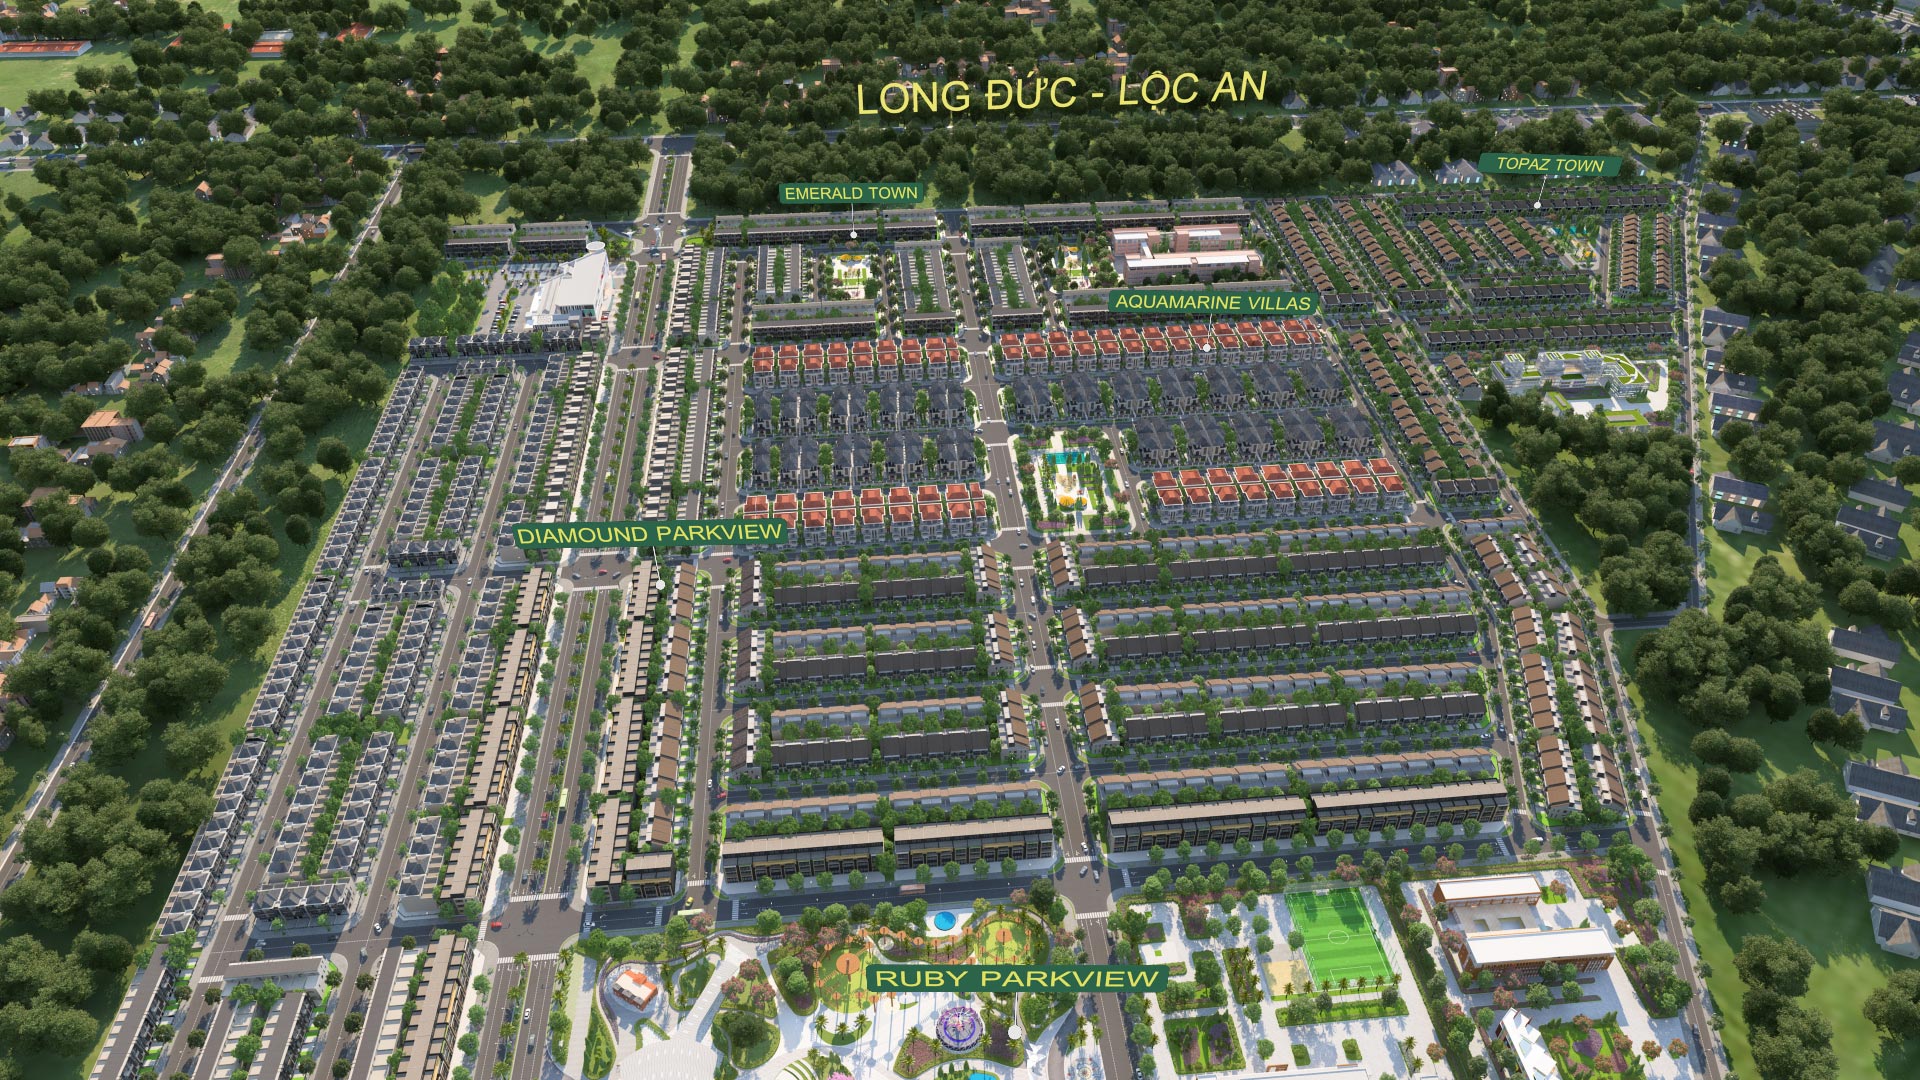 LONG ĐỨC - LỘC AN
TOPAZ TOWN
EMERALD TOWN
AQUAMARINE VILLAS
DIAMOUND PARKVIEW
RUBY PARKVIEW